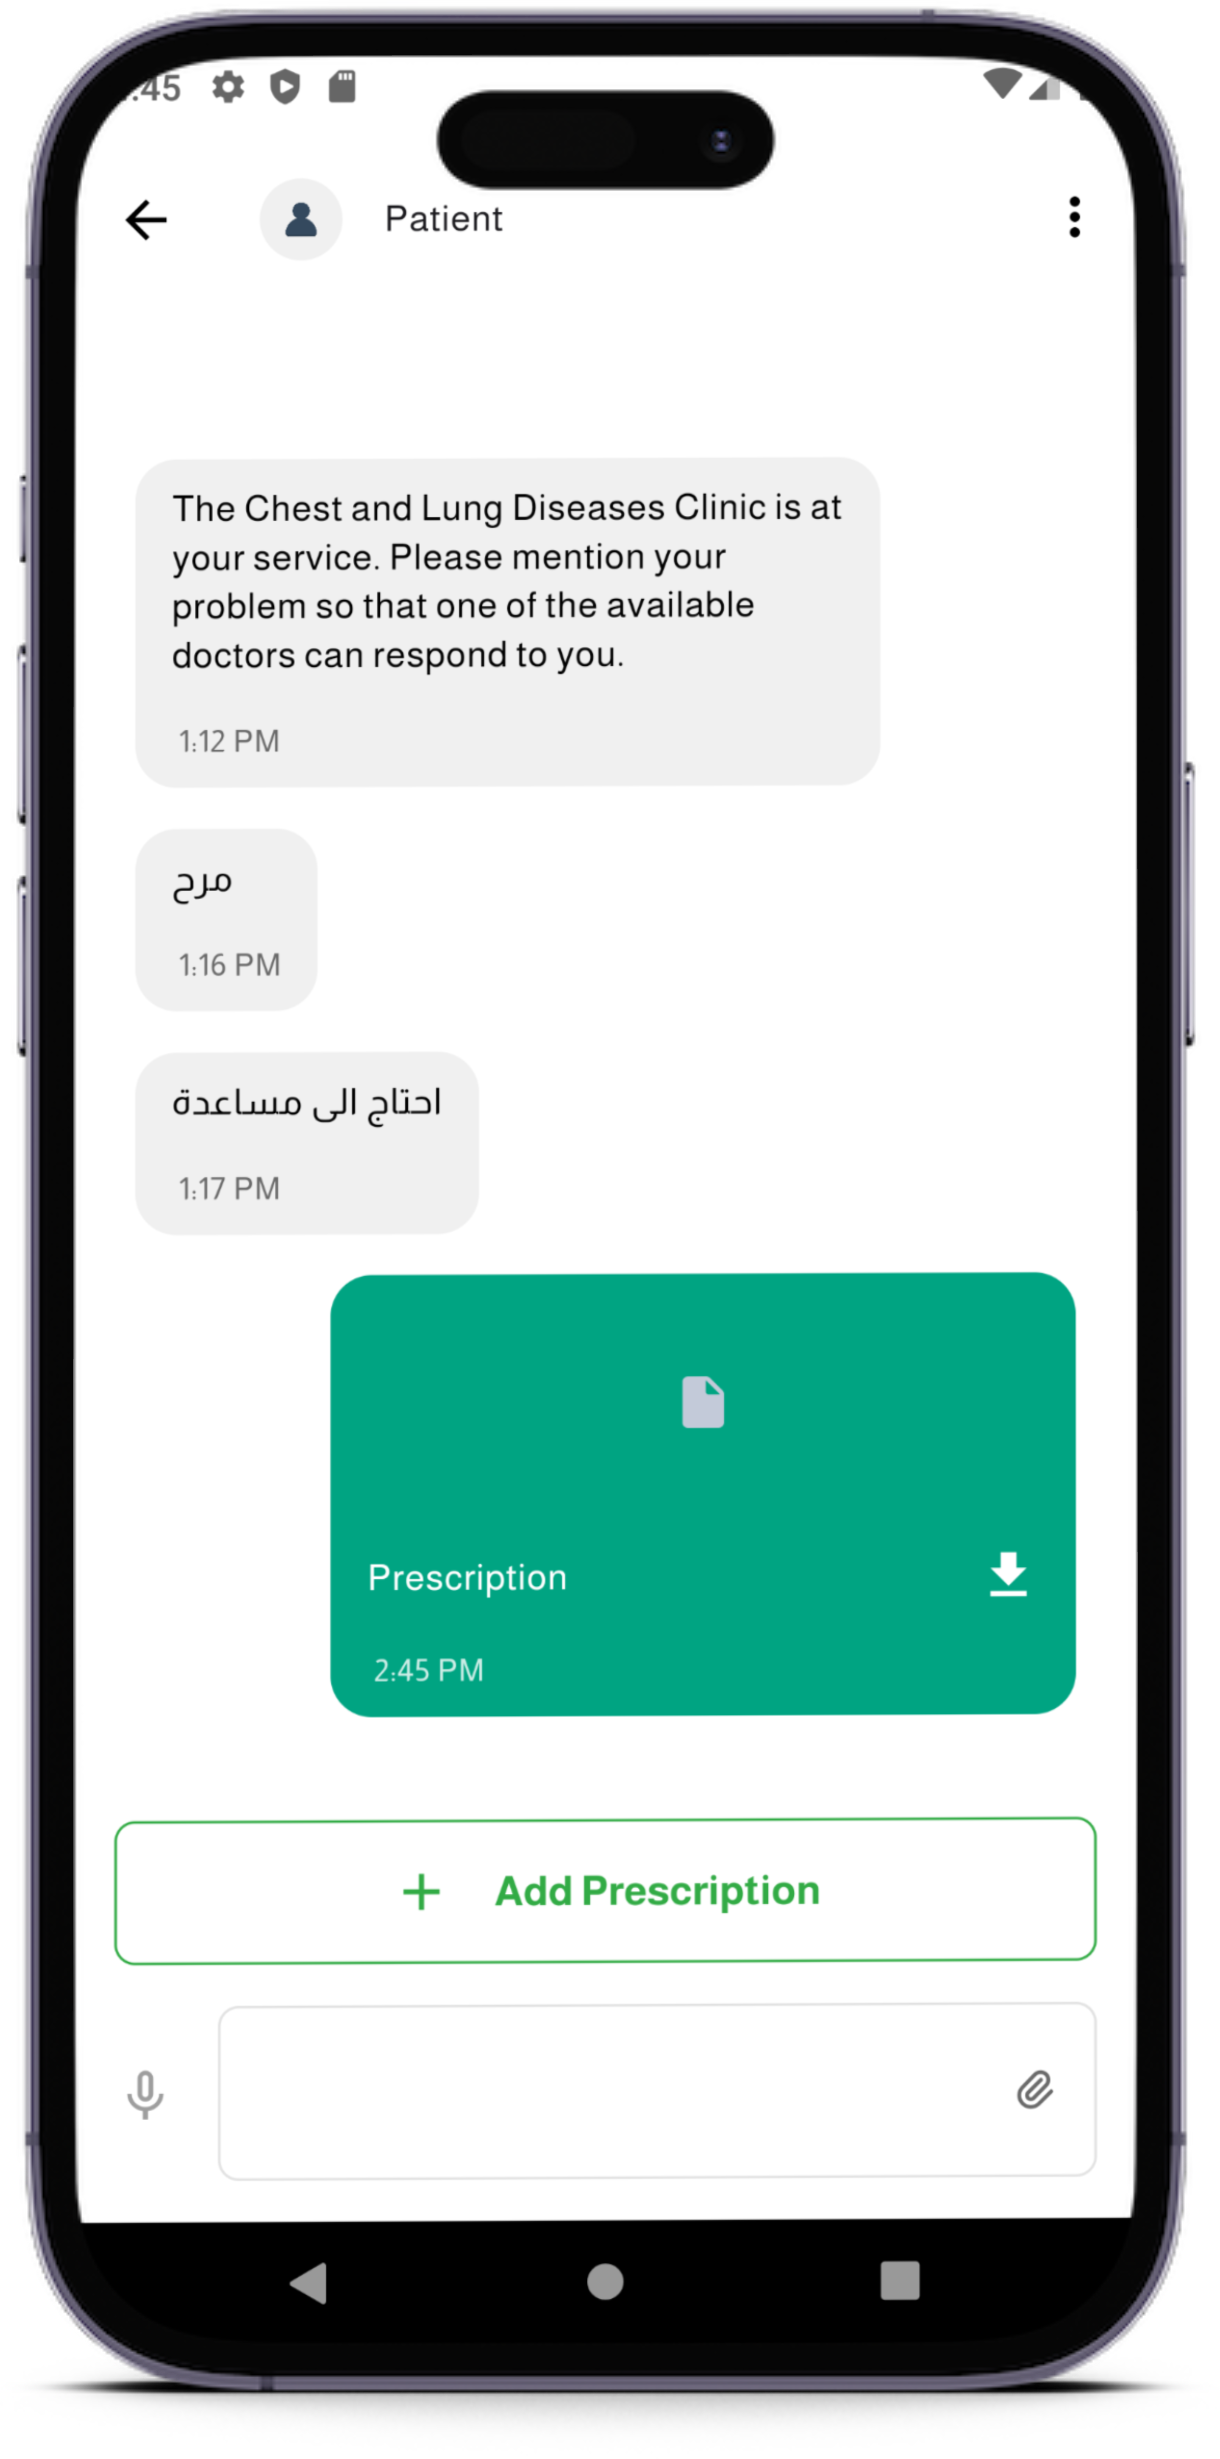 :45
Patient
The Chest and Lung Diseases Clinic is at
your service. Please mention your
problem so that one of the available
doctors can respond to you.
1:12 PM
مرح
1:16 PM
احتاج الى مساعدة
1:17 PM
Prescription
2:45 PM
Add Prescription